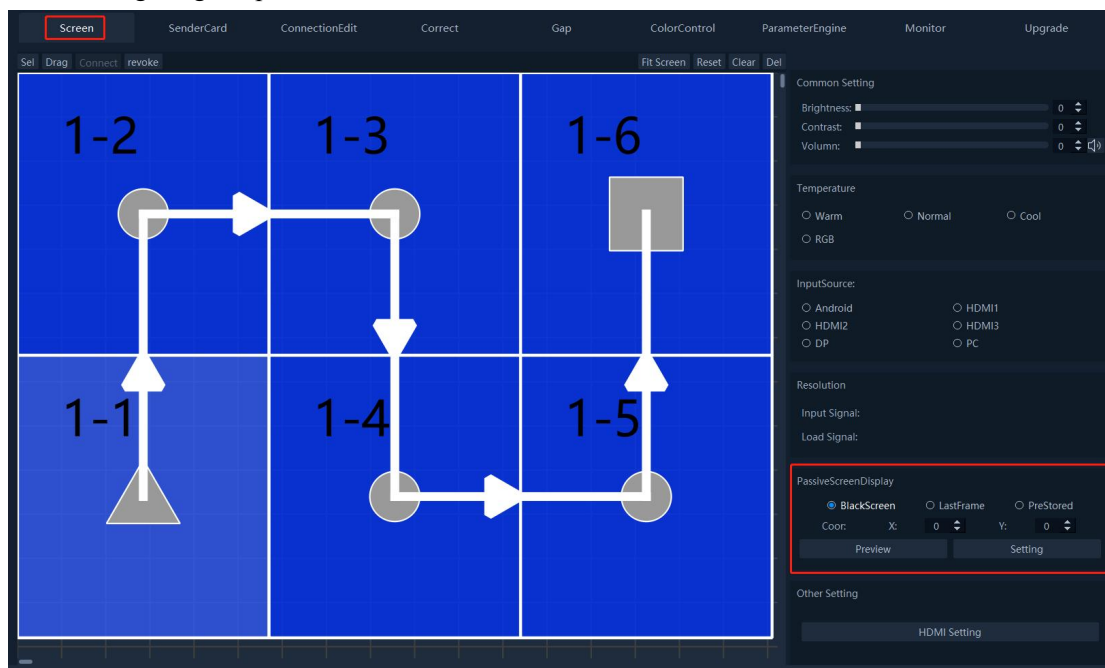 Screen SenderCard ConnectionEdit Correct Gap ColorControl ParameterEngine Monitor Upgrade
Sel Drag Connect revoke Fit Screen Reset Clear Del
1-2 1-3 1-6
1-1 1-4 1-5
Common Setting
Brightness: 0
Contrast: 0
Volumn: 0
Temperature
Warm Normal Cool
RGB
InputSource:
Android HDMI1
HDMI2 HDMI3
DP PC
Resolution
Input Signal:
Load Signal:
PassiveScreenDisplay
BlackScreen LastFrame PreStored
Coor: X: 0 Y: 0
Preview Setting
Other Setting
HDMI Setting